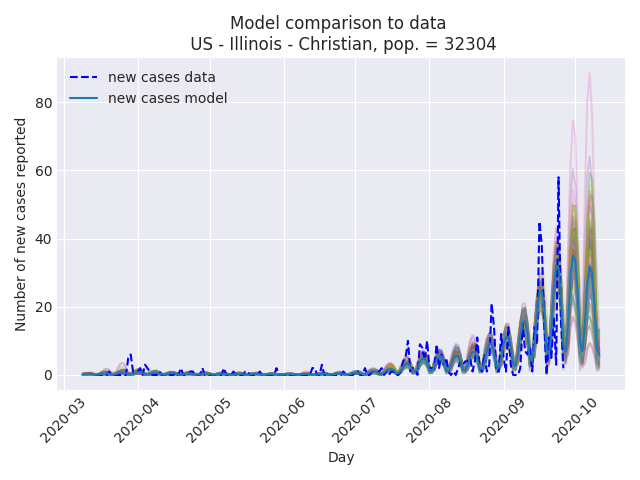 Model comparison to data
US - Illinois - Christian, pop. = 32304
new cases data
new cases model
Number of new cases reported
80
60
40
20
0
2020-03
2020-04
2020-05
2020-06
2020-07
2020-08
2020-09
2020-10
Day